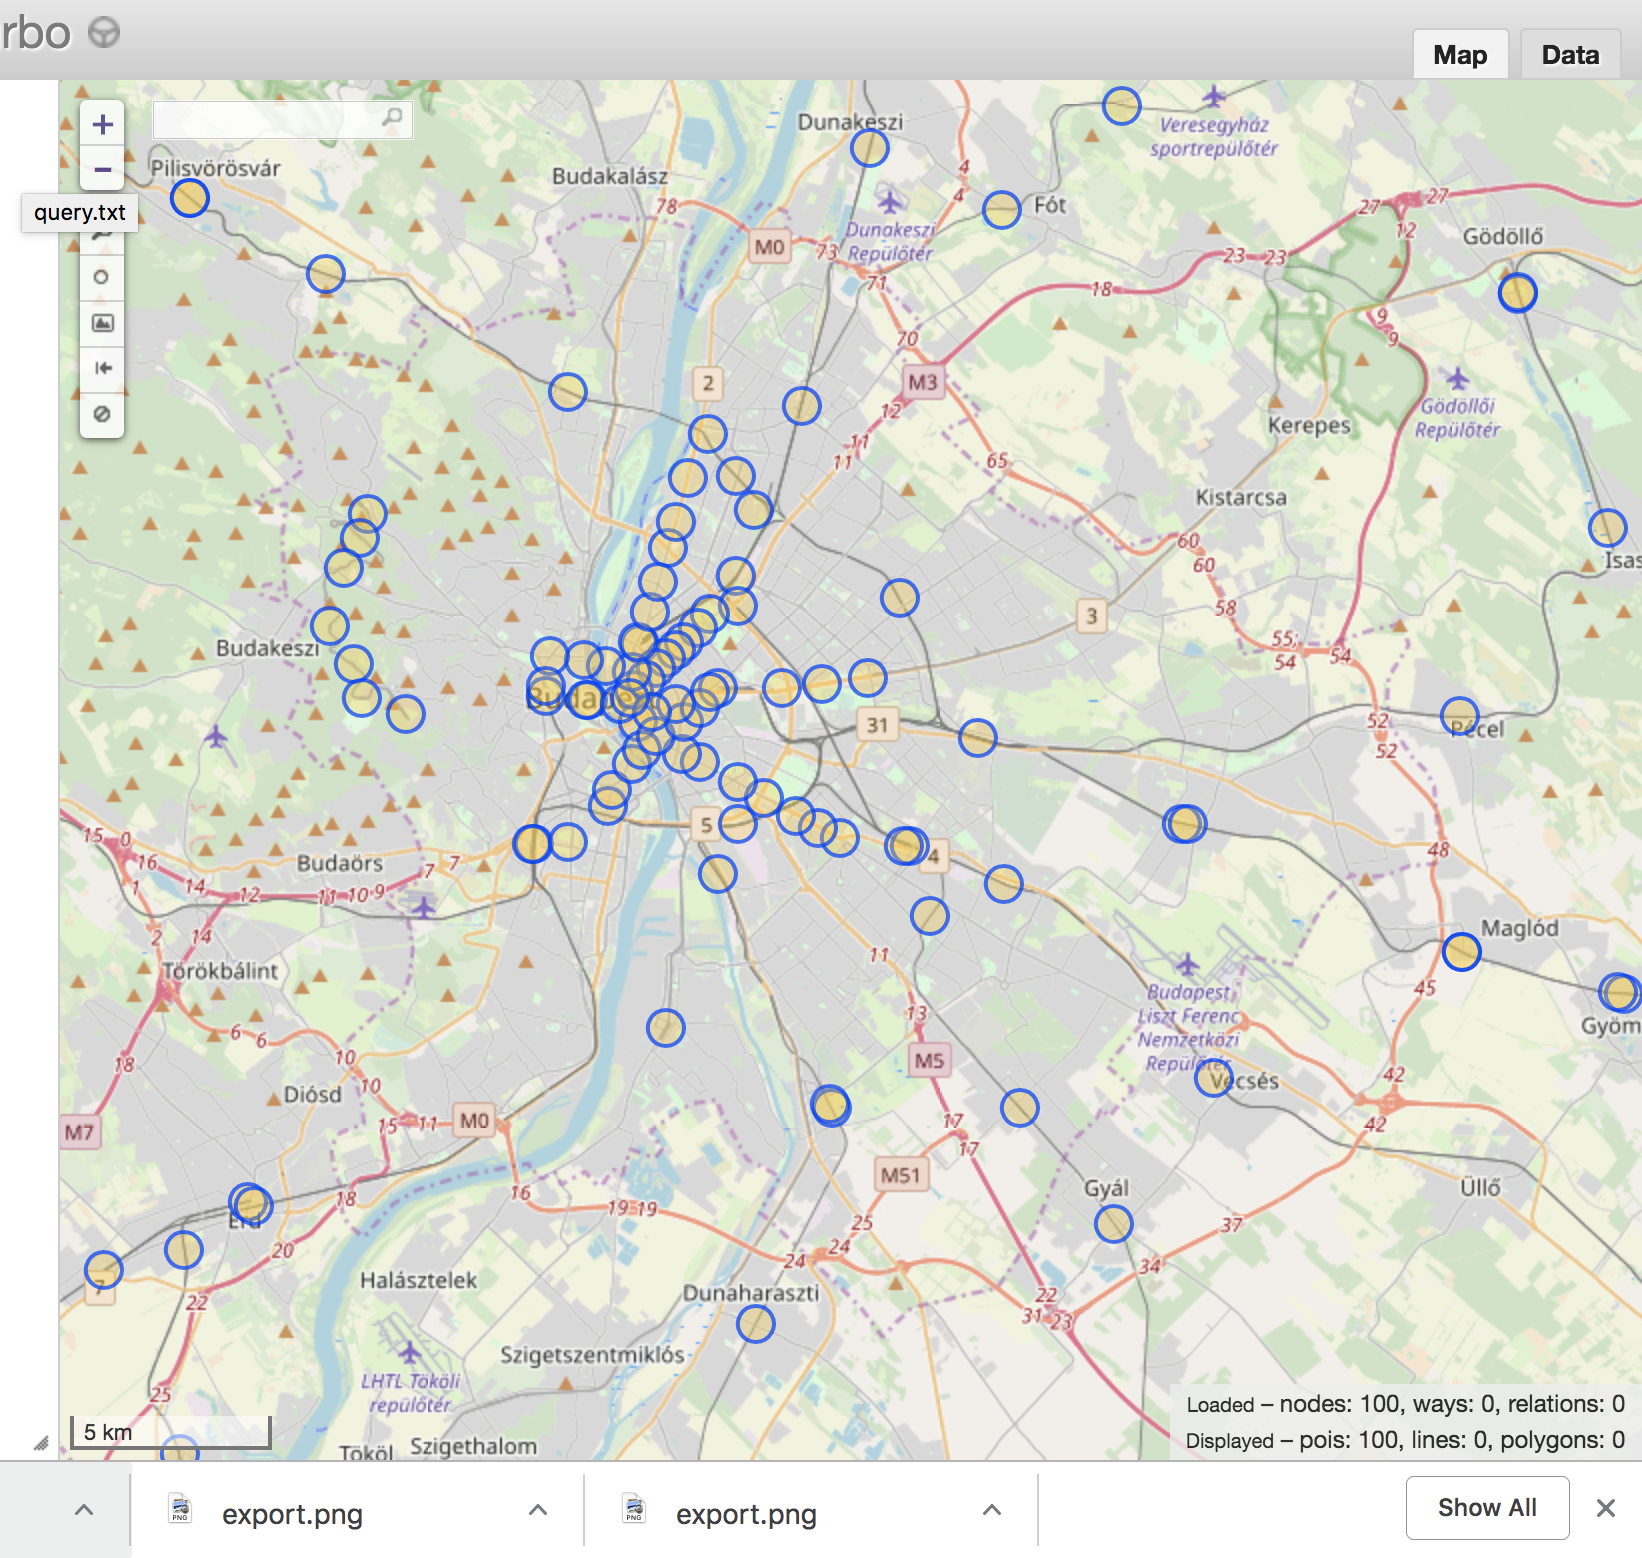 rbo
Map
Data
+
−
query.txt
Pilisvörösvár
Budakalász
Dunakeszi
Veresegyház
sportrepülőtér
4
4
78
M0
73
71
Dunakeszi
Repülőtér
Fót
27
27
12
Gödöllő
23
23
18
9
9
70
M3
12
2
11
11
65
Kerepes
Gödöllői
Repülőtér
Kistarcsa
60
60
58
3
55;
54
54
Isas
Budakeszi
Budapest
31
52
52
Pécel
5
4
48
15
0
16
1
14
12
11
10
9
7
7
Budaörs
2
14
Törökbálint
11
Maglód
45
Gyöm
Budapest
Liszt Ferenc
Nemzetközi
Repülőtér
13
M5
6
6
10
10
18
Diósd
M7
15
11
M0
Vecsés
42
42
17
17
M51
16
18
19
19
Érd
20
Gyál
Üllő
25
24
24
37
34
7
22
Halásztelek
Dunaharaszti
22
31
23
LHTL Tököli
repülőtér
Szigetszentmiklós
25
5 km
Tököl
Szigethalom
Loaded – nodes: 100, ways: 0, relations: 0
Displayed – pois: 100, lines: 0, polygons: 0
PNG
export.png
PNG
export.png
Show All